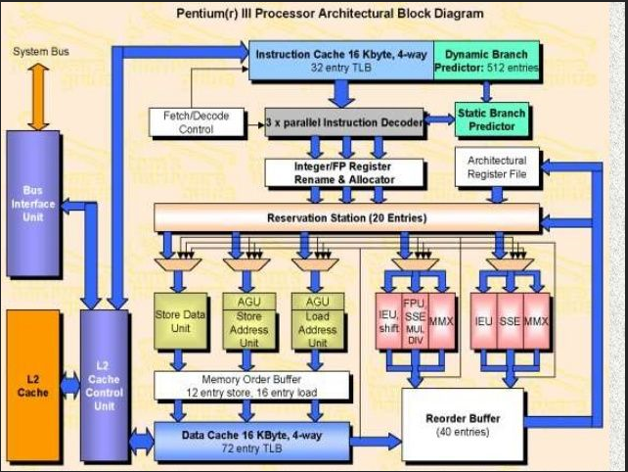 Pentium(r) III Processor Architectural Block Diagram
System Bus
Instruction Cache 16 Kbyte, 4-way
32 entry TLB
Dynamic Branch
Predictor: 512 entries
Fetch/Decode
Control
3 x parallel Instruction Decoder
Static Branch
Predictor
Integer/FP Register
Rename & Allocator
Architectural
Register File
Bus
Interface
Unit
Reservation Station (20 Entries)
Store Data
Unit
AGU
Store
Address
Unit
AGU
Load
Address
Unit
IEU,
shift
FPU,
SSE
MUL
DIV
MMX
IEU
SSE
MMX
L2
Cache
L2
Cache
Control
Unit
Memory Order Buffer
12 entry store, 16 entry load
Data Cache 16 KByte, 4-way
72 entry TLB
Reorder Buffer
(40 entries)